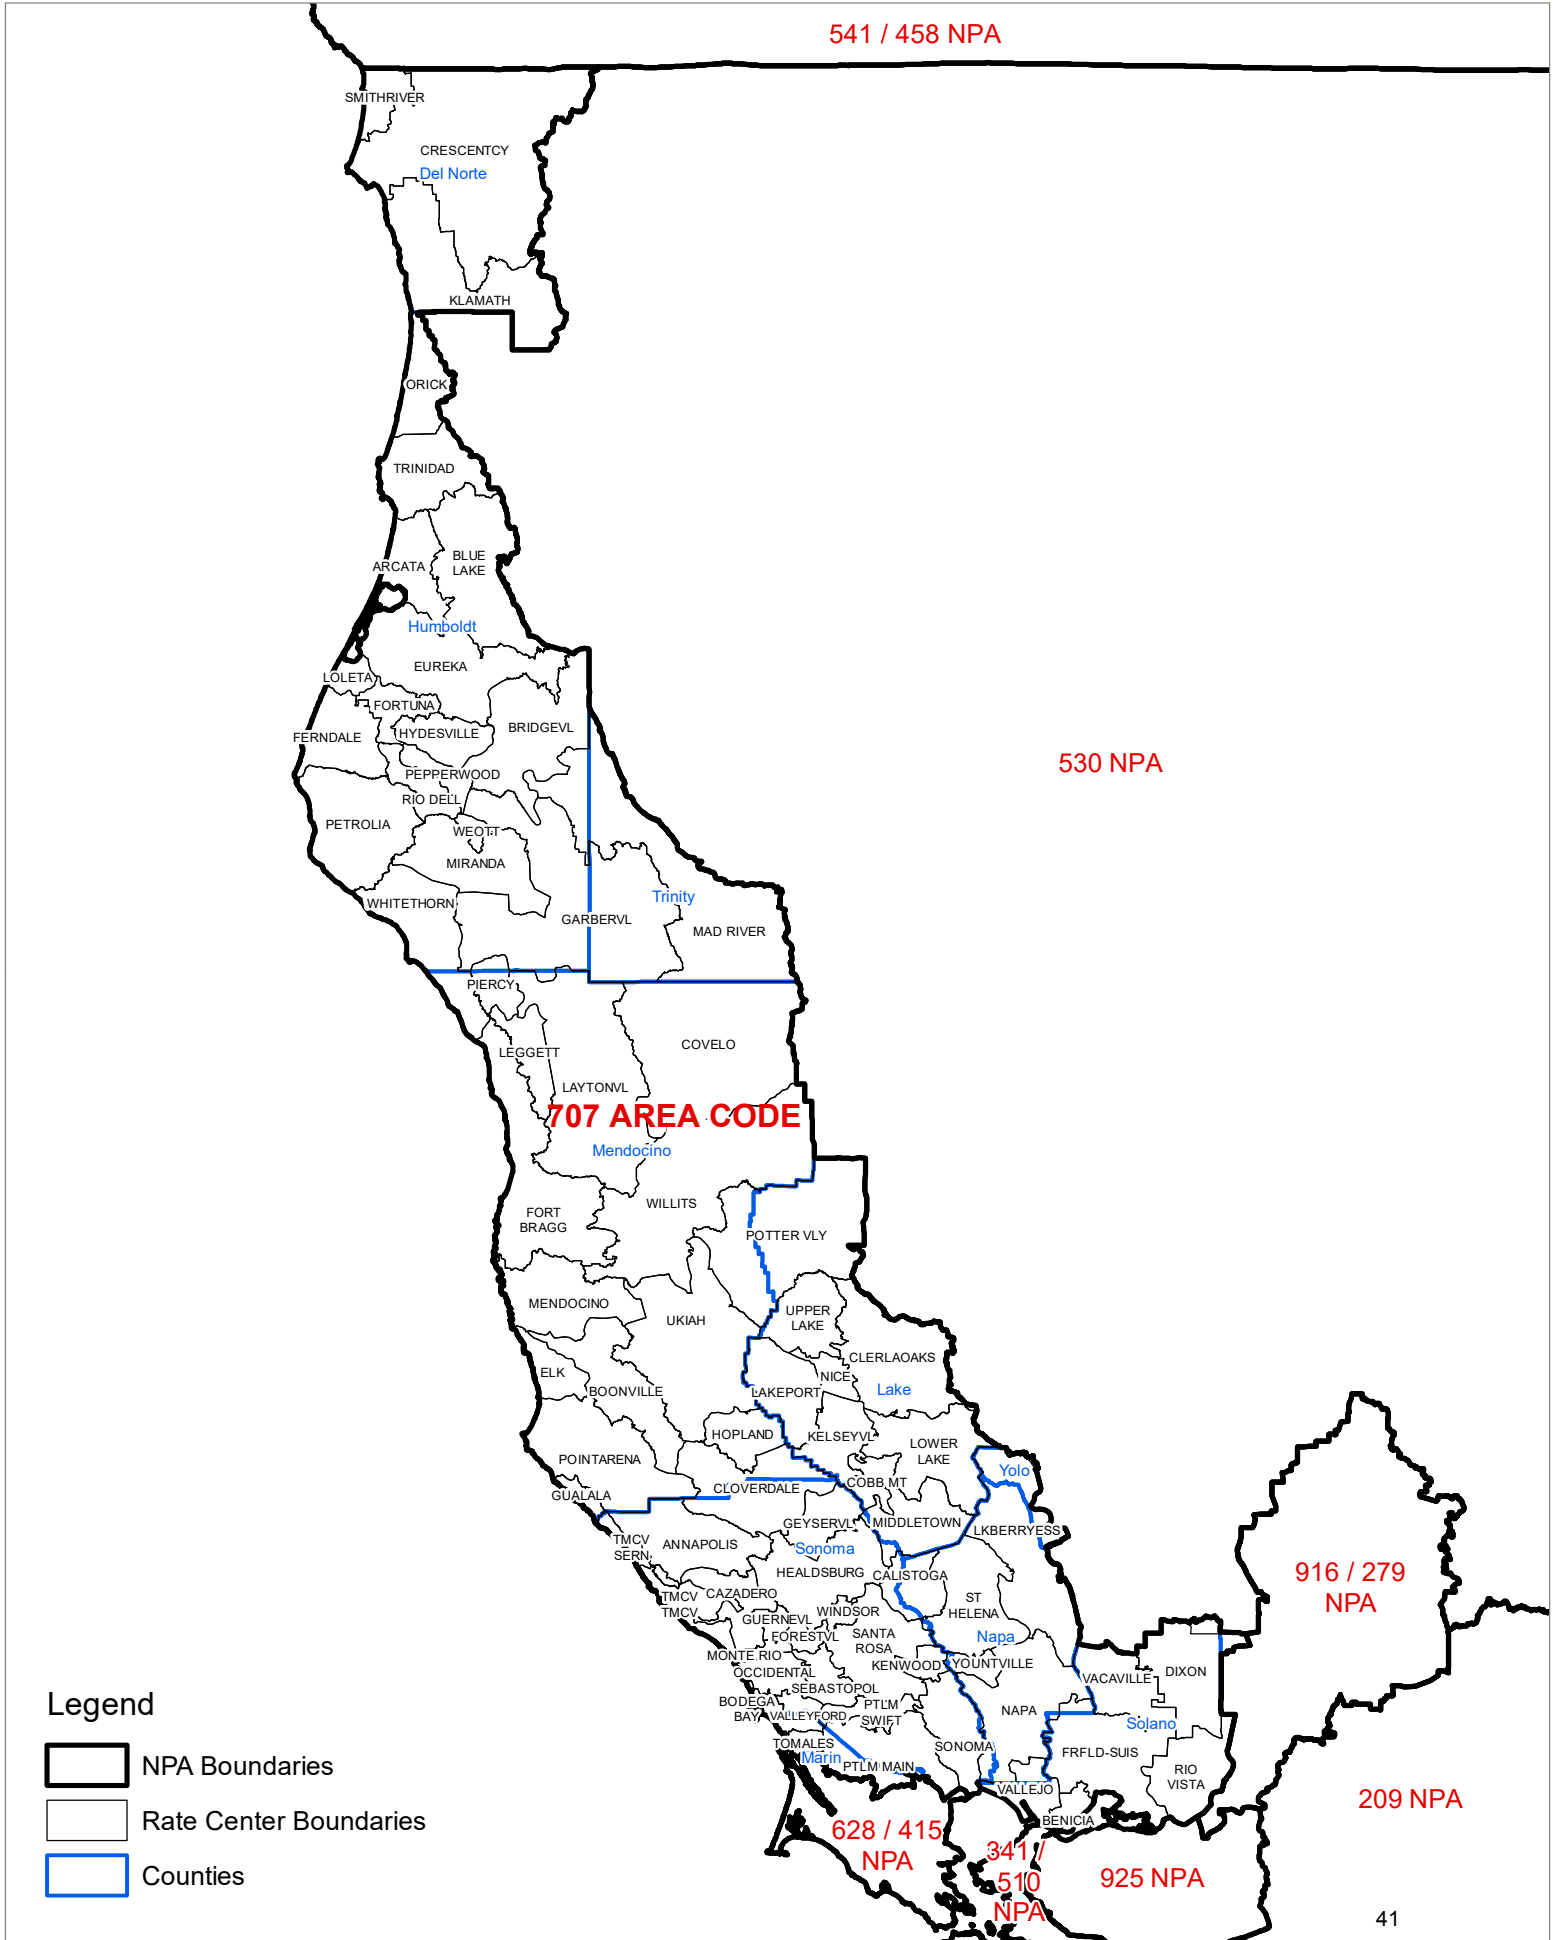 541 / 458 NPA
SMITHRIVER
CRESCENTCY
Del Norte
KLAMATH
ORICK
TRINIDAD
BLUE
LAKE
ARCATA
Humboldt
EUREKA
LOLETA
FORTUNA
BRIDGEVL
HYDESVILLE
FERNDALE
530 NPA
PEPPERWOOD
RIO DELL
PETROLIA
WEOTT
MIRANDA
Trinity
WHITETHORN
GARBERVL
MAD RIVER
PIERCY
COVELO
LEGGETT
LAYTONVL
707 AREA CODE
Mendocino
WILLITS
FORT
BRAGG
POTTER VLY
MENDOCINO
UPPER
LAKE
UKIAH
CLERLAOAKS
ELK
NICE
BOONVILLE
LAKEPORT
Lake
HOPLAND
KELSEYVL
LOWER
LAKE
POINTARENA
Yolo
COBB MT
CLOVERDALE
GUALALA
GEYSERVL
MIDDLETOWN
LKBERRYESS
TMCV
SERN
ANNAPOLIS
Sonoma
HEALDSBURG
CALISTOGA
916 / 279
NPA
TMCV
CAZADERO
ST
HELENA
TMCV
WINDSOR
GUERNEVL
FORESTVL
SANTA
ROSA
Napa
MONTE RIO
KENWOOD
YOUNTVILLE
OCCIDENTAL
VACAVILLE
DIXON
SEBASTOPOL
BODEGA
BAY
VALLEYFORD
PTLM
SWIFT
NAPA
Solano
TOMALES
Marin
SONOMA
FRFLD-SUIS
PTLM MAIN
RIO
VISTA
VALLEJO
209 NPA
BENICIA
628 / 415
NPA
341 /
510
NPA
925 NPA
Legend
NPA Boundaries
Rate Center Boundaries
Counties
41